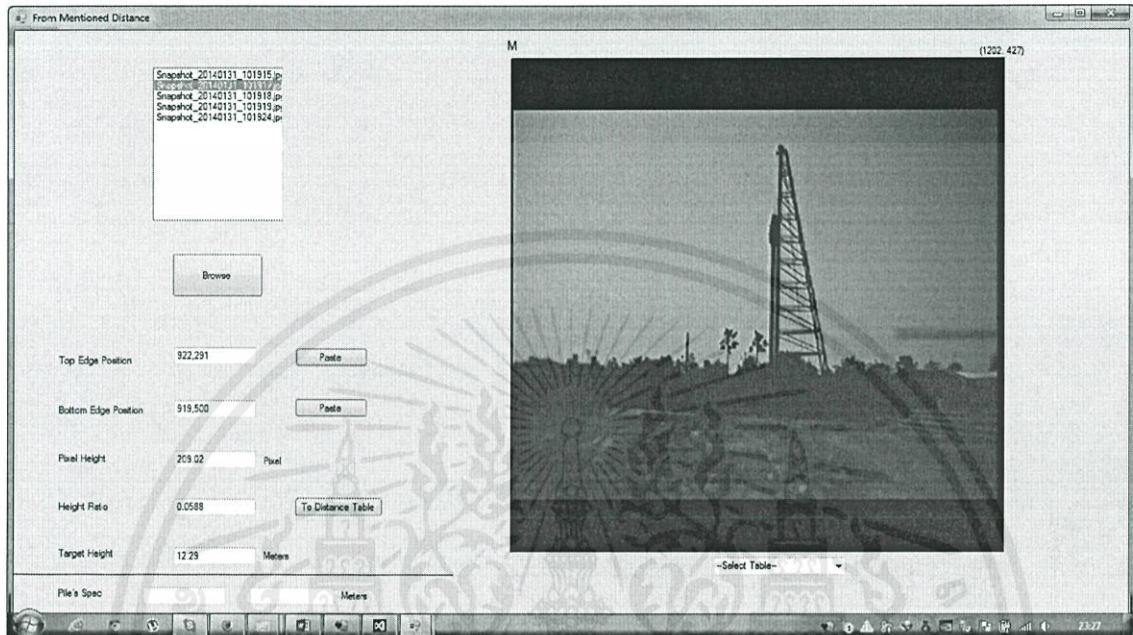 From Mentioned Distance
M
(1202, 427)
Snapshot_20140131_101915.jp
Snapshot_20140131_101917.jp
Snapshot_20140131_101918.jp
Snapshot_20140131_101919.jp
Snapshot_20140131_101924.jp
Browse
Top Edge Position 922,291 Paste
Bottom Edge Position 919,500 Paste
Pixel Height 209.02 Pixel
Height Ratio 0.0588 To Distance Table
Target Height 12.29 Meters
--Select Table--
Pile's Spec Meters
23:27